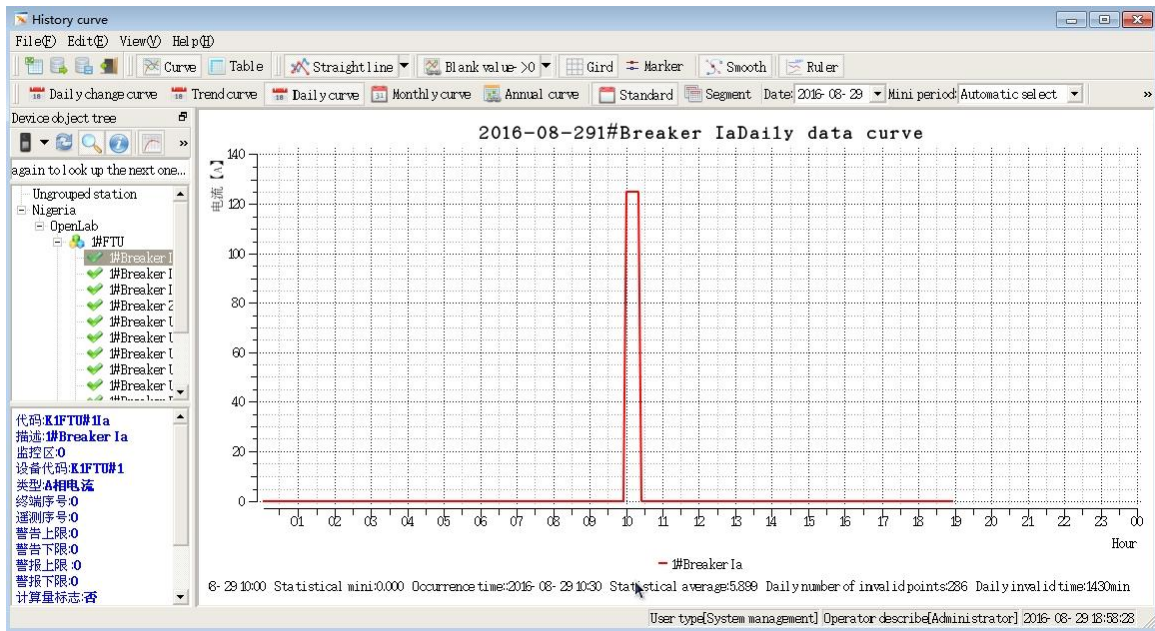 History curve
File(F) Edit(E) View(V) Help(H)
Curve Table Straight line Blank value->0 Gird Marker Smooth Ruler
Daily change curve Trend curve Daily curve Monthly curve Annual curve Standard Segment Date: 2016-08-29 Mini period: Automatic select »
Device object tree
»
again to look up the next one...
Ungrouped station
Nigeria
OpenLab
1#FTU
1#Breaker I
1#Breaker I
1#Breaker I
1#Breaker 2
1#Breaker U
1#Breaker U
1#Breaker U
1#Breaker U
1#Breaker U
代码:K1FTU#1Ia
描述:1#Breaker Ia
监控区:0
设备代码:K1FTU#1
类型:A相电流
终端序号:0
遥测序号:0
警告上限:0
警告下限:0
警报上限:0
警报下限:0
计算量标志:否
2016-08-291#Breaker IaDaily data curve
电流【A】
140
120
100
80
60
40
20
0
01 02 03 04 05 06 07 08 09 10 11 12 13 14 15 16 17 18 19 20 21 22 23 00
Hour
1#Breaker Ia
8-29 10:00 Statistical mini:0.000 Occurrence time::2016-08-29 10:30 Statistical average:5.899 Daily number of invalid points:286 Daily invalid time:1430min
User type[System management] Operator describe[Administrator] 2016-08-29 18:58:28